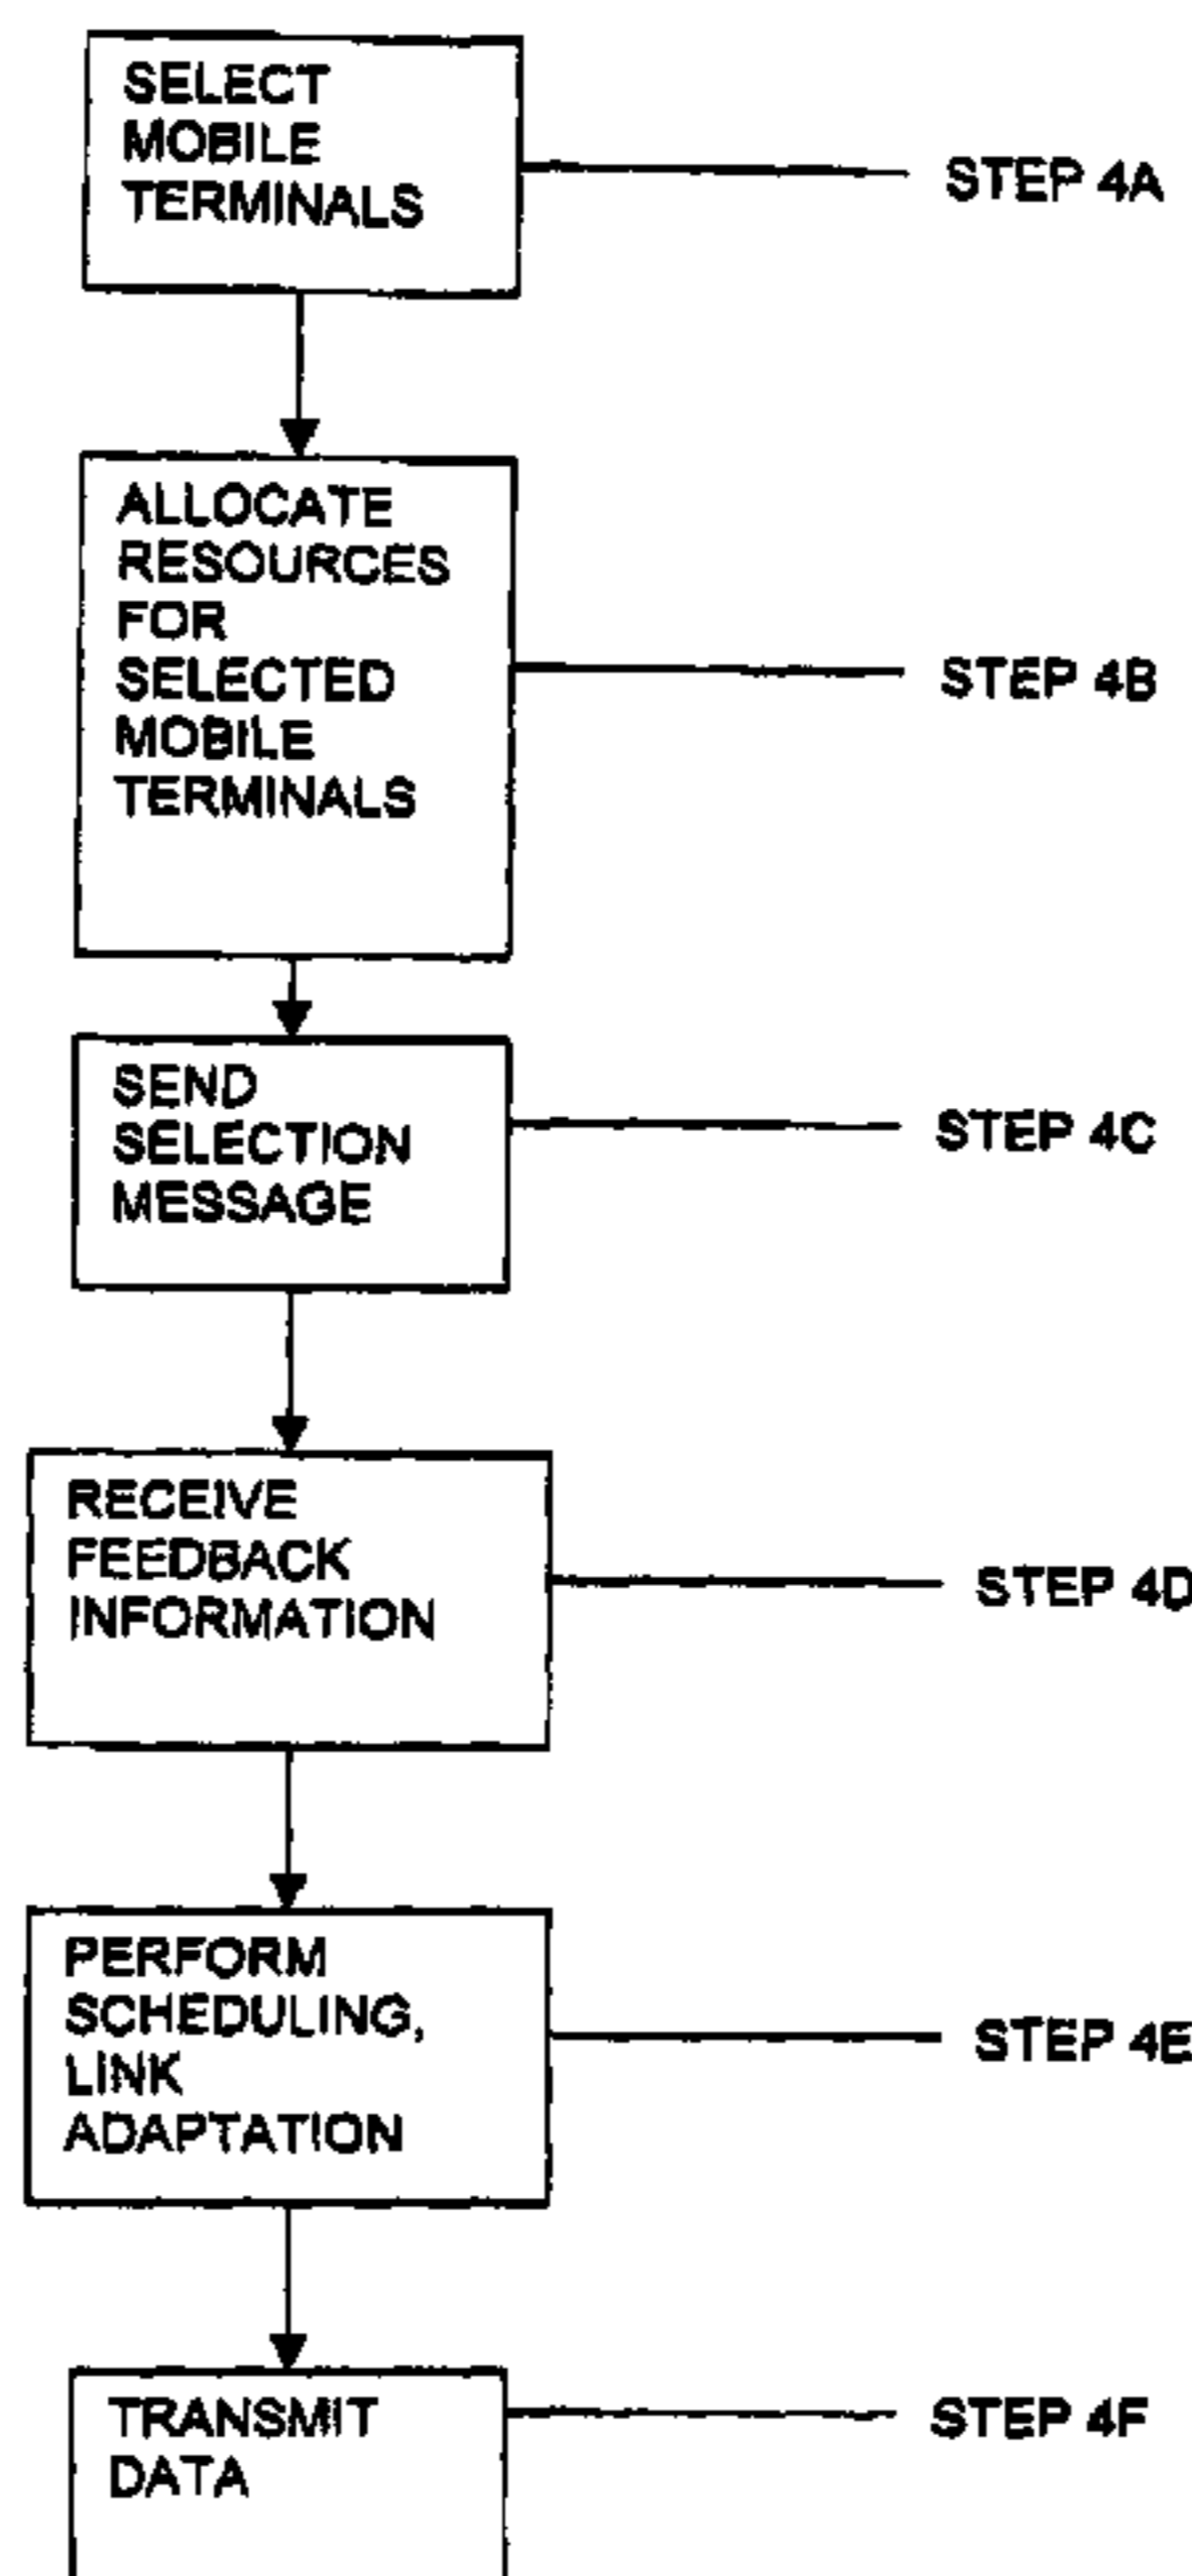 SELECT
MOBILE
TERMINALS
STEP 4A
ALLOCATE
RESOURCES
FOR
SELECTED
MOBILE
TERMINALS
STEP 4B
SEND
SELECTION
MESSAGE
STEP 4C
RECEIVE
FEEDBACK
INFORMATION
STEP 4D
PERFORM
SCHEDULING,
LINK
ADAPTATION
STEP 4E
TRANSMIT
DATA
STEP 4F